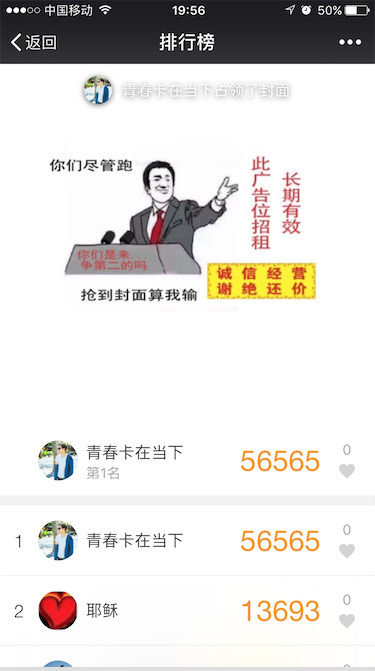 中国移动
19:56
50%
返回
排行榜
青春卡在当下占领了封面
你们尽管跑
此广告位招租
长期有效
你们是来...
争第二的吗
诚信经营
谢绝还价
抢到封面算我输
青春卡在当下
第1名
56565
0
1
青春卡在当下
56565
0
2
耶稣
13693
0